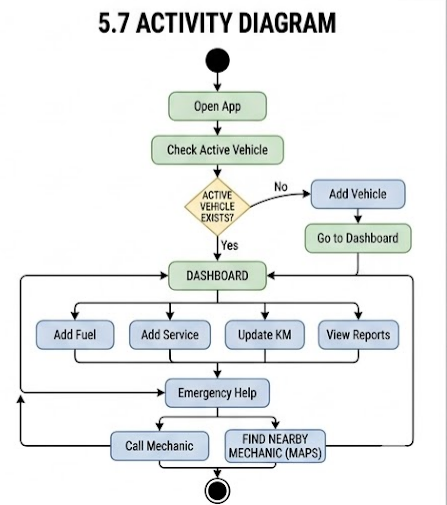 5.7 ACTIVITY DIAGRAM
Open App
Check Active Vehicle
ACTIVE
VEHICLE
EXISTS?
No
Add Vehicle
Go to Dashboard
Yes
DASHBOARD
Add Fuel
Add Service
Update KM
View Reports
Emergency Help
Call Mechanic
FIND NEARBY
MECHANIC (MAPS)